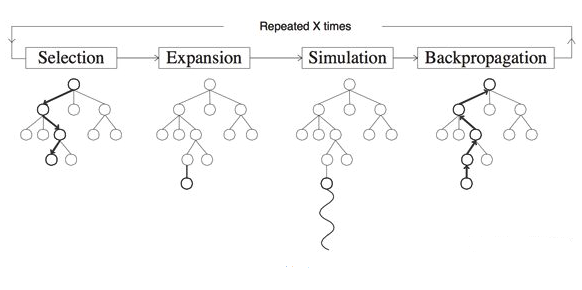 Repeated X times
Selection
Expansion
Simulation
Backpropagation